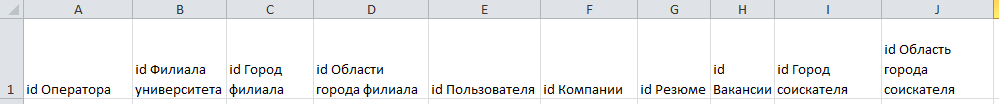 A B C D E F G H I J
1 id Оператора id Филиала университета id Город филиала id Области города филиала id Пользователя id Компании id Резюме id Вакансии id Город соискателя id Область города соискателя